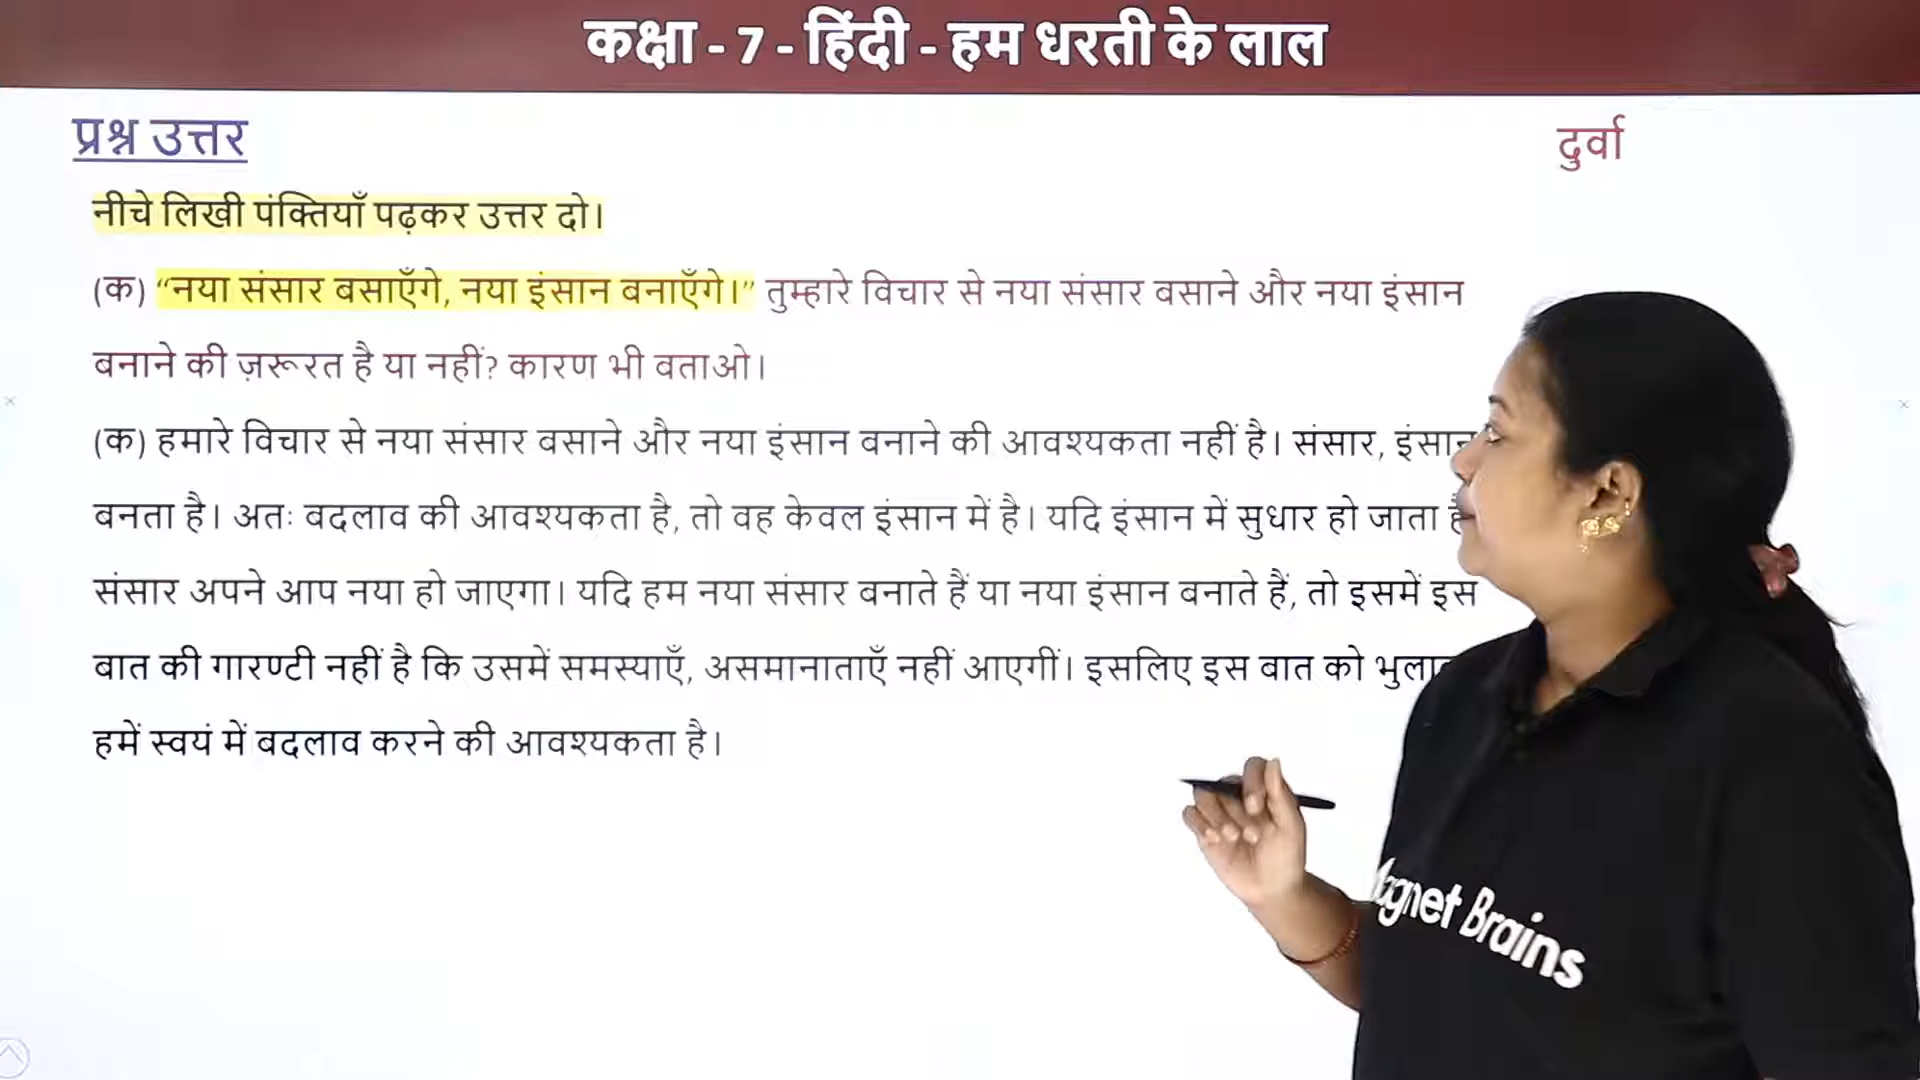 कक्षा - 7 - हिंदी - हम धरती के लाल
प्रश्न उत्तर
दुर्वा
नीचे लिखी पंक्तियाँ पढ़कर उत्तर दो।
(क) “नया संसार बसाएँगे, नया इंसान बनाएँगे।” तुम्हारे विचार से नया संसार बसाने और नया इंसान
बनाने की ज़रूरत है या नहीं? कारण भी बताओ।
(क) हमारे विचार से नया संसार बसाने और नया इंसान बनाने की आवश्यकता नहीं है। संसार, इंसान
बनता है। अतः बदलाव की आवश्यकता है, तो वह केवल इंसान में है। यदि इंसान में सुधार हो जाता
संसार अपने आप नया हो जाएगा। यदि हम नया संसार बनाते हैं या नया इंसान बनाते हैं, तो इसमें इस
बात की गारण्टी नहीं है कि उसमें समस्याएँ, असमानाताएँ नहीं आएगीं। इसलिए इस बात को
हमें स्वयं में बदलाव करने की आवश्यकता है।
agnet Brains